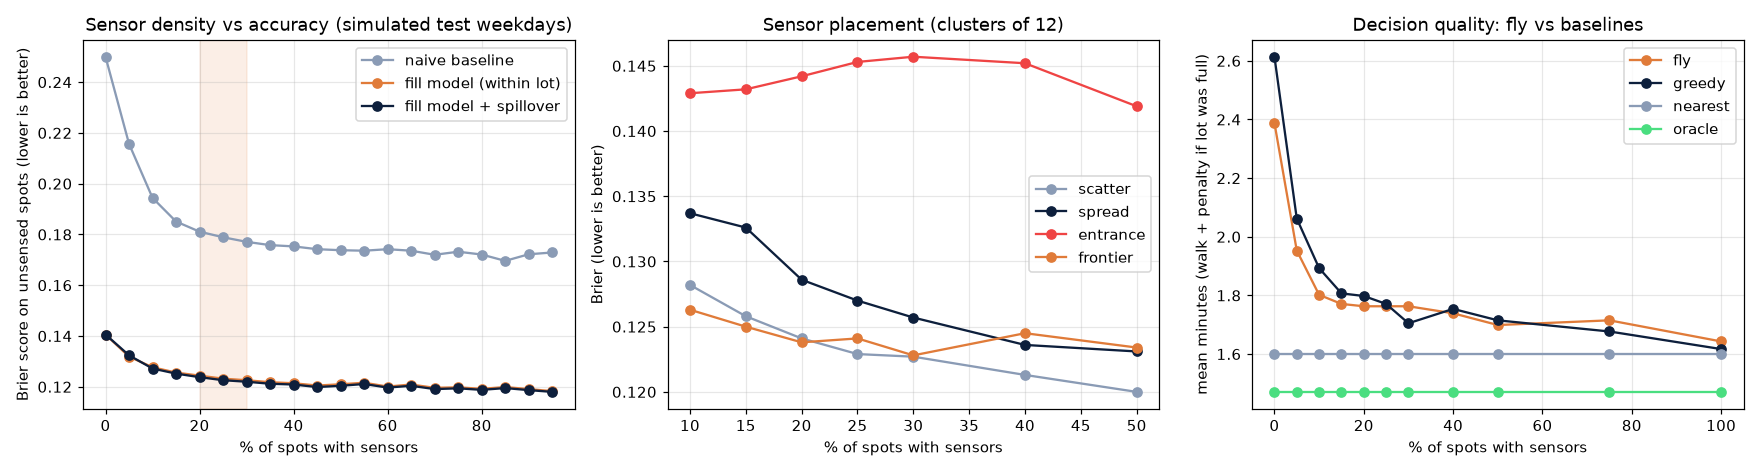 Sensor density vs accuracy (simulated test weekdays)
Brier score on unsensed spots (lower is better)
0.24
0.22
0.20
0.18
0.16
0.14
0.12
naive baseline
fill model (within lot)
fill model + spillover
0 20 40 60 80
% of spots with sensors
Sensor placement (clusters of 12)
Brier (lower is better)
0.145
0.140
0.135
0.130
0.125
0.120
scatter
spread
entrance
frontier
10 15 20 25 30 35 40 45 50
% of spots with sensors
Decision quality: fly vs baselines
mean minutes (walk + penalty if lot was full)
2.6
2.4
2.2
2.0
1.8
1.6
fly
greedy
nearest
oracle
0 20 40 60 80 100
% of spots with sensors